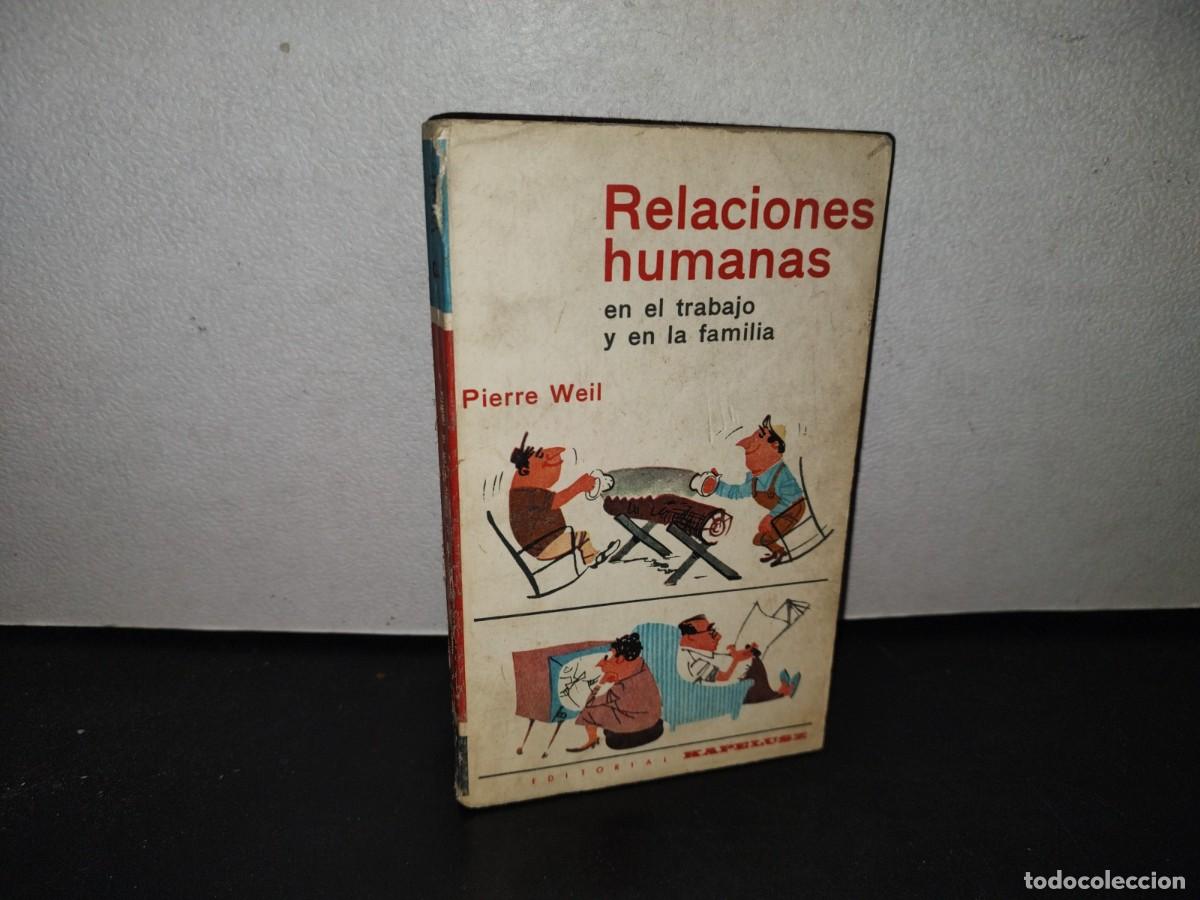 Relaciones
humanas
en el trabajo
y en la familia
Pierre Weil
EDITORIAL KAPELUSZ
todocoleccion